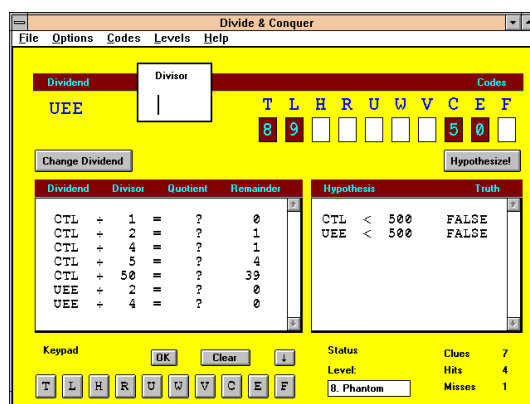 Divide & Conquer
File Options Codes Levels Help
Dividend Divisor Codes
UEE T L H R U W V C E F
8 9 5 0
Change Dividend Hypothesize!
Dividend Divisor Quotient Remainder Hypothesis Truth
CTL ÷ 1 = ? 0 CTL < 500 FALSE
CTL ÷ 2 = ? 1 UEE < 500 FALSE
CTL ÷ 4 = ? 1
CTL ÷ 5 = ? 4
CTL ÷ 50 = ? 39
UEE ÷ 2 = ? 0
UEE ÷ 4 = ? 0
Keypad OK Clear ↓ Status Clues 7
Level: Hits 4
T L H R U W V C E F 8. Phantom Misses 1